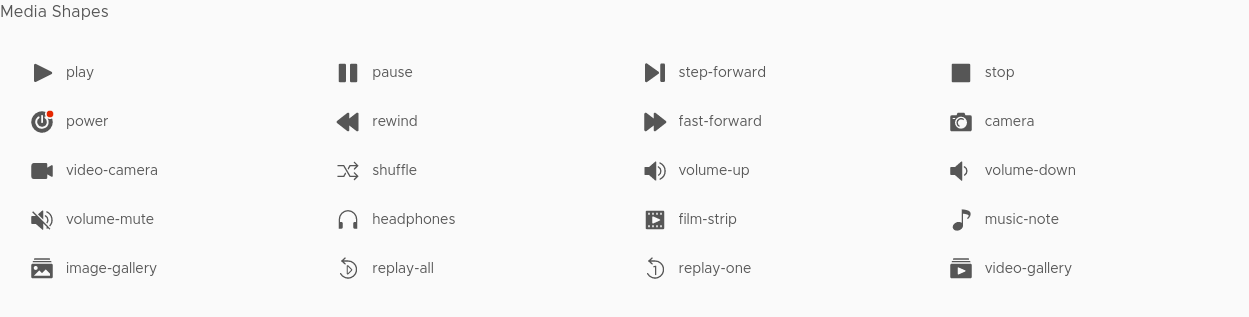 Media Shapes
play pause step-forward stop
power rewind fast-forward camera
video-camera shuffle volume-up volume-down
volume-mute headphones film-strip music-note
image-gallery replay-all 1 replay-one video-gallery